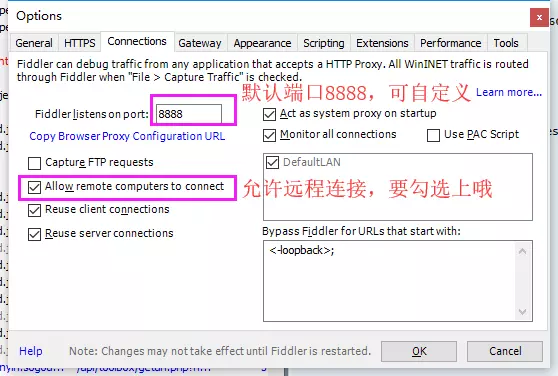 Options
General HTTPS Connections Gateway Appearance Scripting Extensions Performance Tools
Fiddler can debug traffic from any application that accepts a HTTP Proxy. All WinINET traffic is routed
through Fiddler when "File > Capture Traffic" is checked.
Learn more...
Fiddler listens on port: 8888
默认端口8888，可自定义
Copy Browser Proxy Configuration URL
Capture FTP requests
Allow remote computers to connect
允许远程连接，要勾选上哦
Reuse client connections
Reuse server connections
Act as system proxy on startup
Monitor all connections Use PAC Script
DefaultLAN
Bypass Fiddler for URLs that start with:
<-loopback>;
Help Note: Changes may not take effect until Fiddler is restarted. OK Cancel